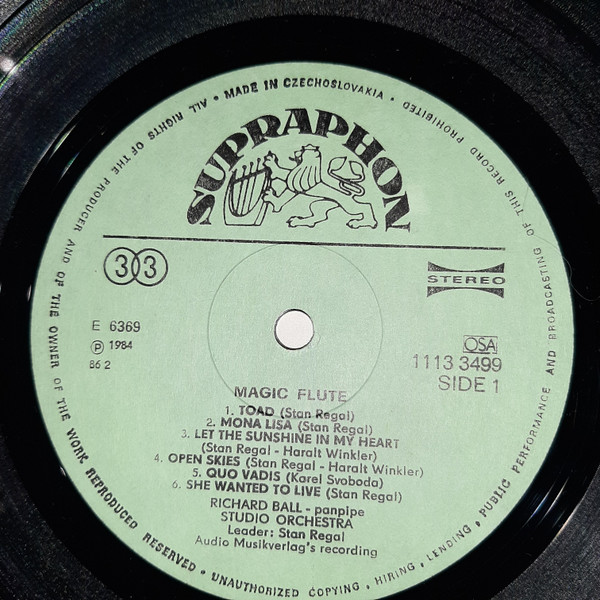 • MADE IN CZECHOSLOVAKIA •
ALL RIGHTS OF THE PRODUCER AND OF THE OWNER OF THE WORK REPRODUCED RESERVED • UNAUTHORIZED COPYING, HIRING, LENDING, PUBLIC PERFORMANCE AND BROADCASTING OF THIS RECORD PROHIBITED
SUPRAPHON
33
STEREO
E 6369
Ⓟ 1984
86 2
OSA
1113 3499
SIDE 1
MAGIC FLUTE
1. TOAD (Stan Regal)
2. MONA LISA (Stan Regal)
3. LET THE SUNSHINE IN MY HEART
(Stan Regal - Haralt Winkler)
4. OPEN SKIES (Stan Regal - Haralt Winkler)
5. QUO VADIS (Karel Svoboda)
6. SHE WANTED TO LIVE (Stan Regal)
RICHARD BALL - panpipe
STUDIO ORCHESTRA
Leader: Stan Regal
Audio Musikverlag's recording